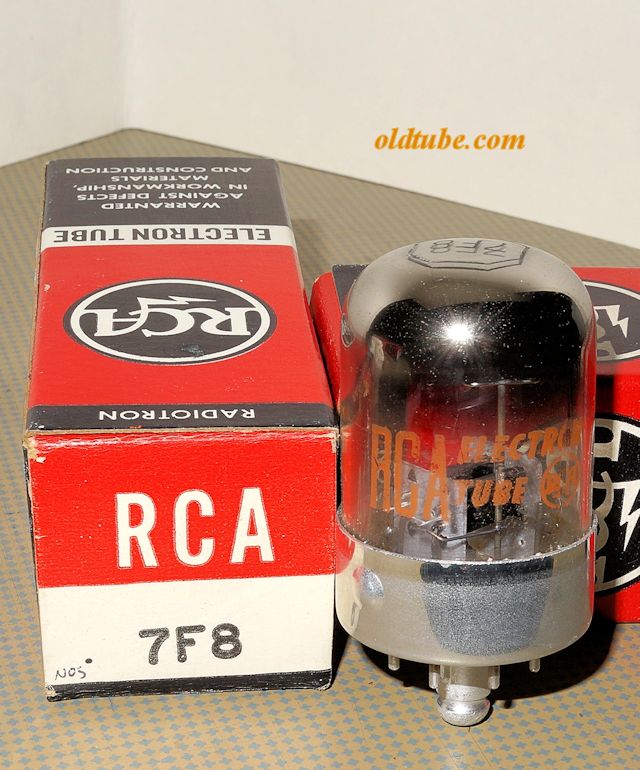 oldtube.com
WARRANTED
AGAINST DEFECTS
IN WORKMANSHIP,
MATERIALS
AND CONSTRUCTION
ELECTRON TUBE
RCA
RADIOTRON
RCA
7F8
NOS
RCA
ELECTRON
TUBE